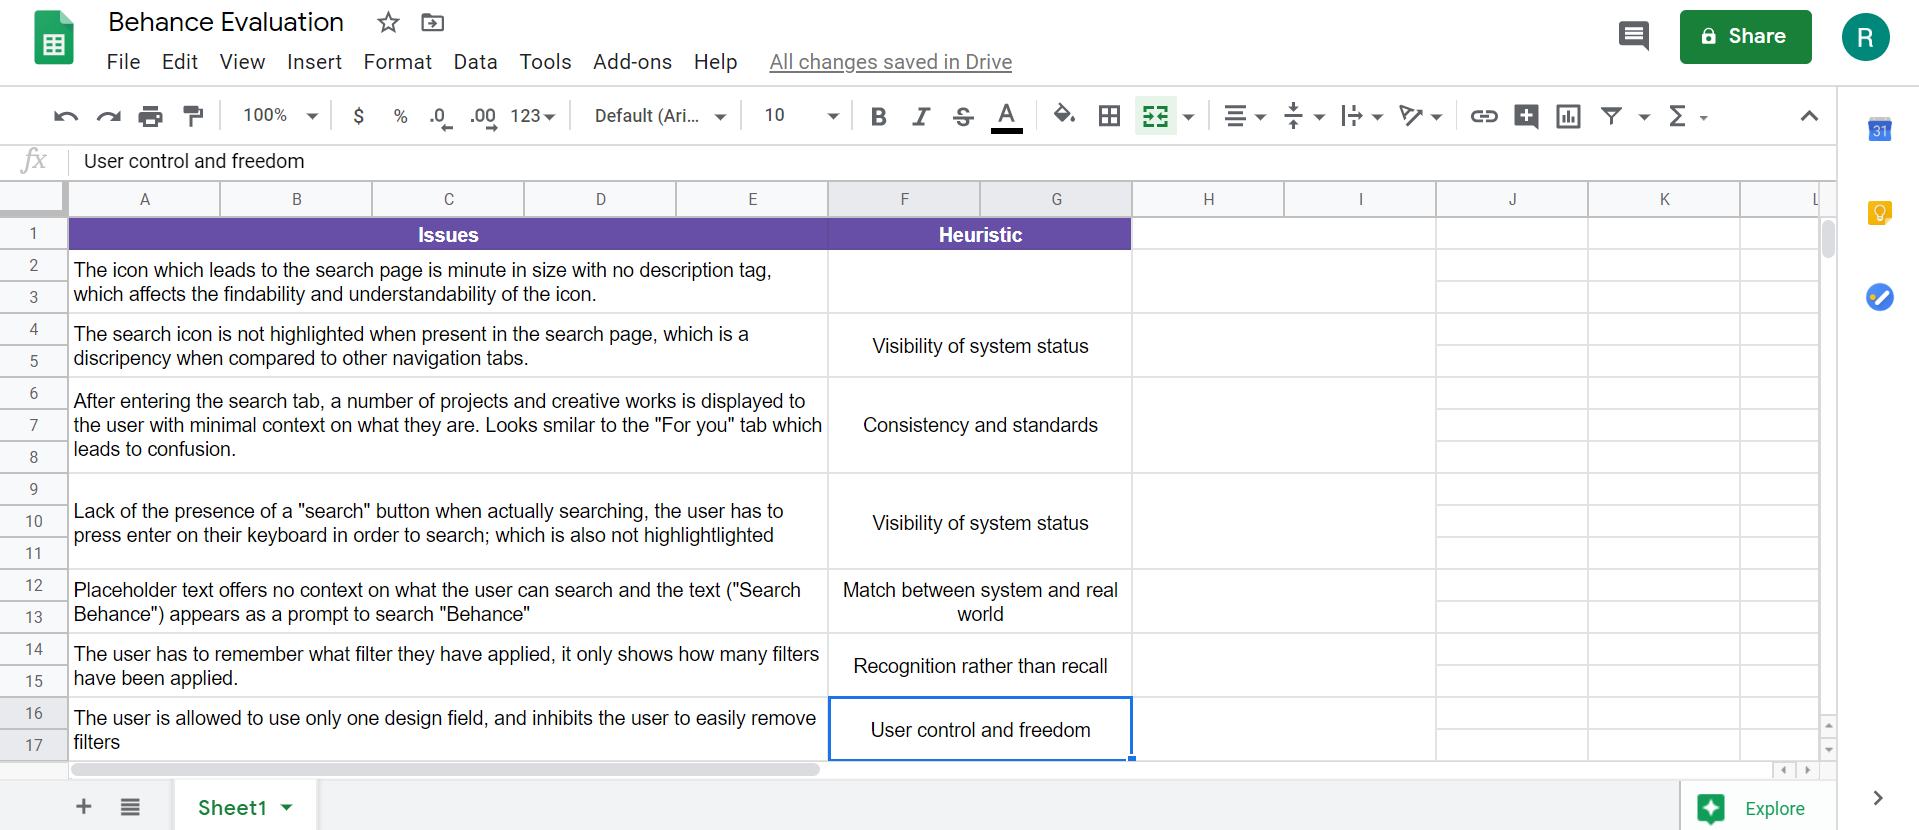 Behance Evaluation
File Edit View Insert Format Data Tools Add-ons Help All changes saved in Drive
Share
R
100% $ % .0 .00 123 Default (Ari... 10 B I S A Σ
31
fx User control and freedom
A B C D E F G H I J K L
1 Issues Heuristic
2 The icon which leads to the search page is minute in size with no description tag,
3 which affects the findability and understandability of the icon.
4 The search icon is not highlighted when present in the search page, which is a
Visibility of system status
5 discripency when compared to other navigation tabs.
6 After entering the search tab, a number of projects and creative works is displayed to
7 the user with minimal context on what they are. Looks smilar to the "For you" tab which Consistency and standards
8 leads to confusion.
9
10 Lack of the presence of a "search" button when actually searching, the user has to
Visibility of system status
press enter on their keyboard in order to search; which is also not highlightlighted
11
12 Placeholder text offers no context on what the user can search and the text ("Search Match between system and real
13 Behance") appears as a prompt to search "Behance" world
14 The user has to remember what filter they have applied, it only shows how many filters
Recognition rather than recall
15 have been applied.
16 The user is allowed to use only one design field, and inhibits the user to easily remove
User control and freedom
17 filters
+ Sheet1 Explore